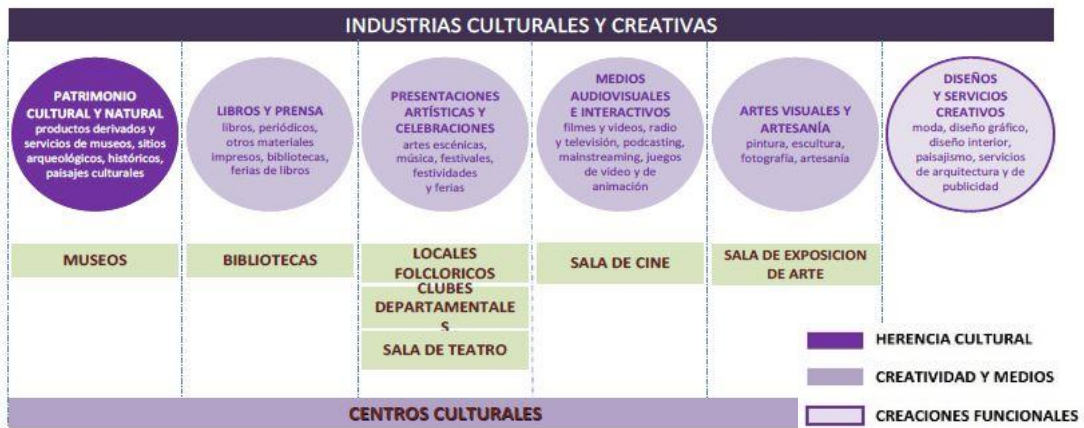 INDUSTRIAS CULTURALES Y CREATIVAS
PATRIMONIO
CULTURAL Y NATURAL
productos derivados y
servicios de museos, sitios
arqueológicos, históricos,
paisajes culturales
LIBROS Y PRENSA
libros, periódicos,
otros materiales
impresos, bibliotecas,
ferias de libros
PRESENTACIONES
ARTÍSTICAS Y
CELEBRACIONES
artes escénicas,
música, festivales,
festividades
y ferias
MEDIOS
AUDIOVISUALES
E INTERACTIVOS
filmes y videos, radio
y televisión, podcasting,
mainstreaming, juegos
de video y de
animación
ARTES VISUALES Y
ARTESANÍA
pintura, escultura,
fotografía, artesanía
DISEÑOS
Y SERVICIOS
CREATIVOS
moda, diseño gráfico,
diseño interior,
paisajismo, servicios
de arquitectura y de
publicidad
MUSEOS
BIBLIOTECAS
LOCALES
FOLCLORICOS
CLUBES
DEPARTAMENTALE
S
SALA DE TEATRO
SALA DE CINE
SALA DE EXPOSICION
DE ARTE
HERENCIA CULTURAL
CREATIVIDAD Y MEDIOS
CREACIONES FUNCIONALES
CENTROS CULTURALES